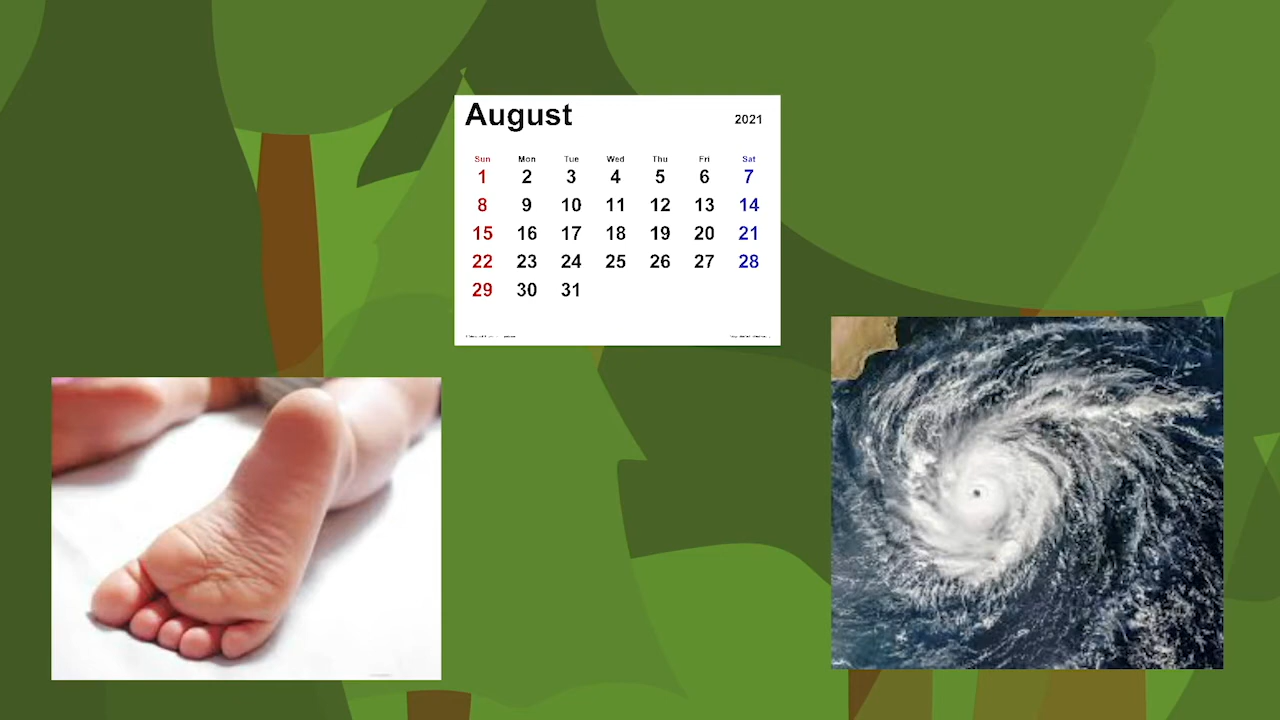 August 2021
Sun Mon Tue Wed Thu Fri Sat
1 2 3 4 5 6 7
8 9 10 11 12 13 14
15 16 17 18 19 20 21
22 23 24 25 26 27 28
29 30 31